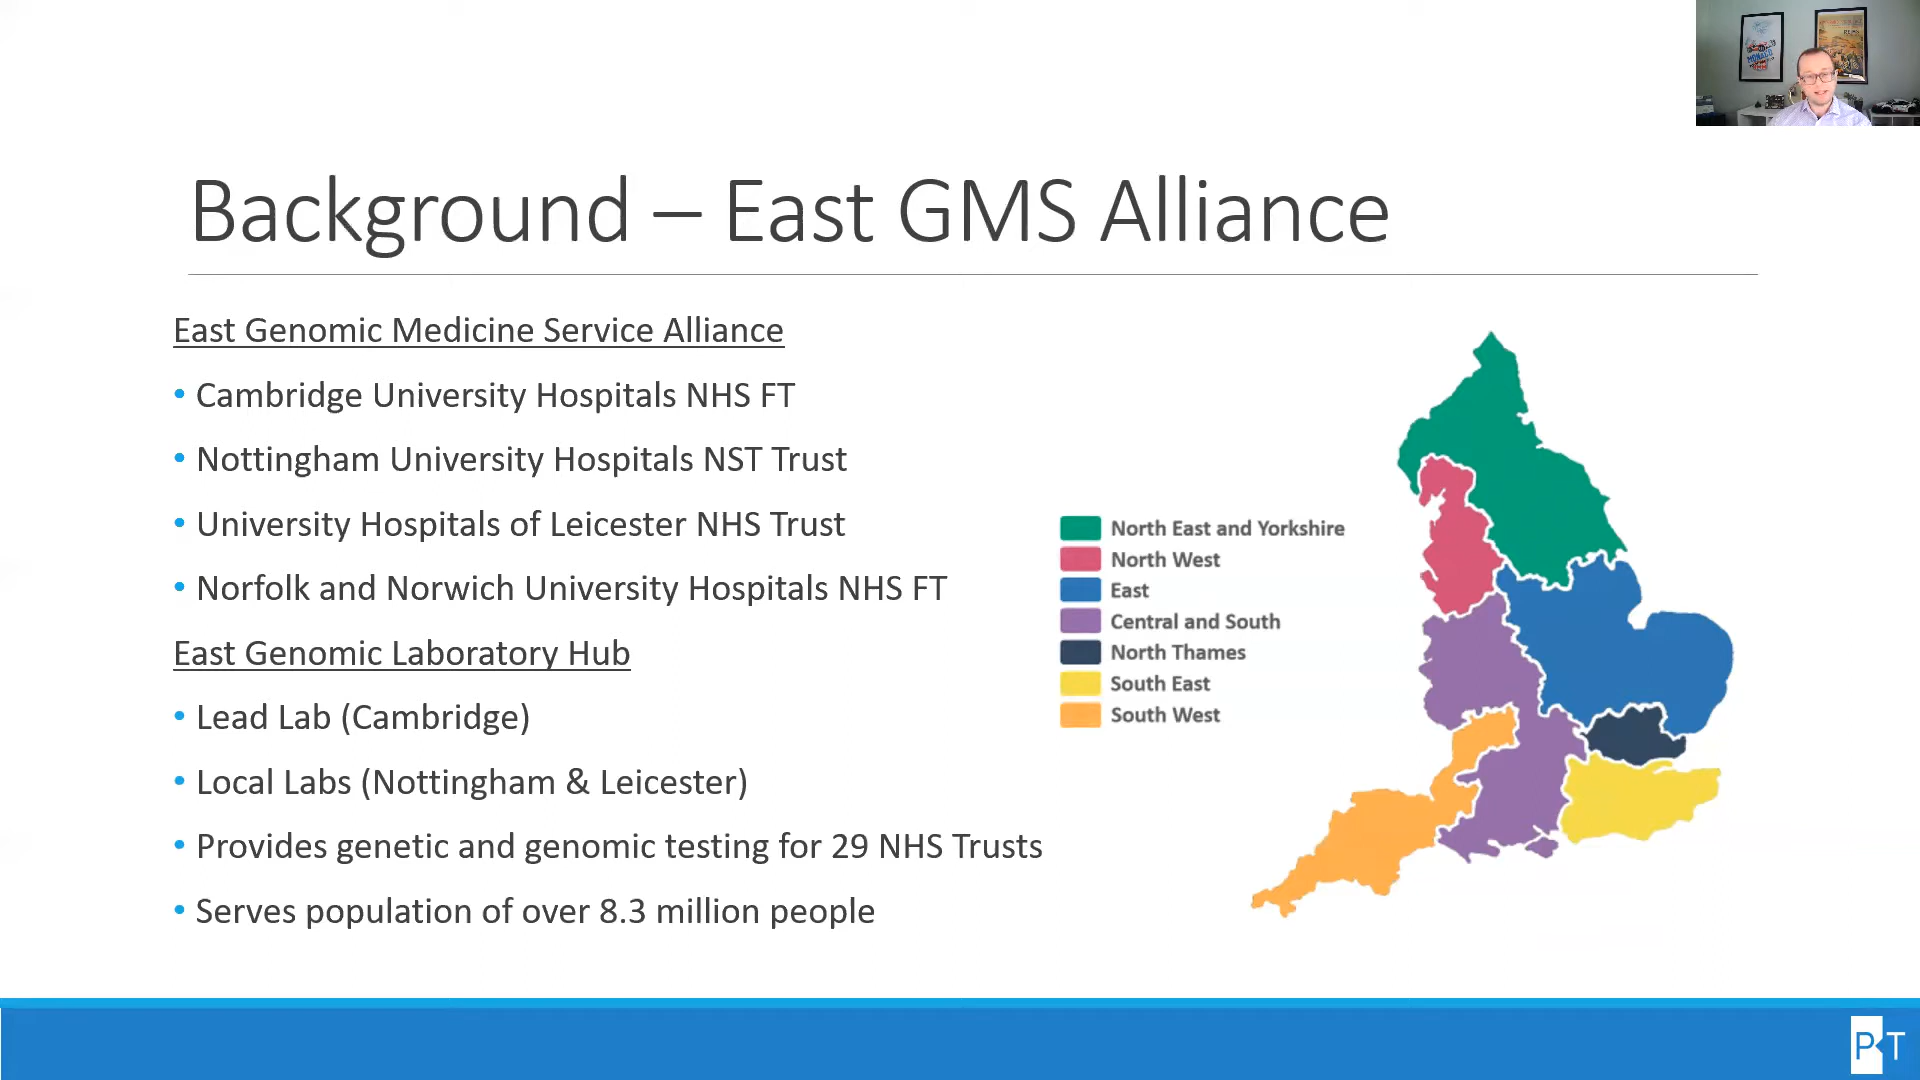 MONACO
Background – East GMS Alliance
East Genomic Medicine Service Alliance
• Cambridge University Hospitals NHS FT
• Nottingham University Hospitals NST Trust
• University Hospitals of Leicester NHS Trust
• Norfolk and Norwich University Hospitals NHS FT
East Genomic Laboratory Hub
• Lead Lab (Cambridge)
• Local Labs (Nottingham & Leicester)
• Provides genetic and genomic testing for 29 NHS Trusts
• Serves population of over 8.3 million people
North East and Yorkshire
North West
East
Central and South
North Thames
South East
South West
PT